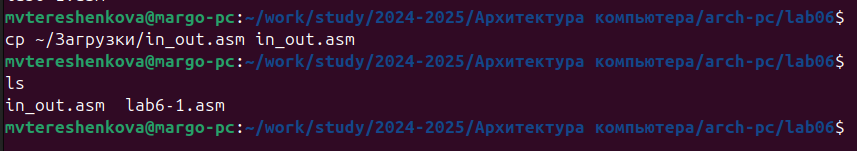 mvtereshenkova@margo-pc:~/work/study/2024-2025/Архитектура компьютера/arch-pc/lab06$
cp ~/Загрузки/in_out.asm in_out.asm
mvtereshenkova@margo-pc:~/work/study/2024-2025/Архитектура компьютера/arch-pc/lab06$
ls
in_out.asm  lab6-1.asm
mvtereshenkova@margo-pc:~/work/study/2024-2025/Архитектура компьютера/arch-pc/lab06$